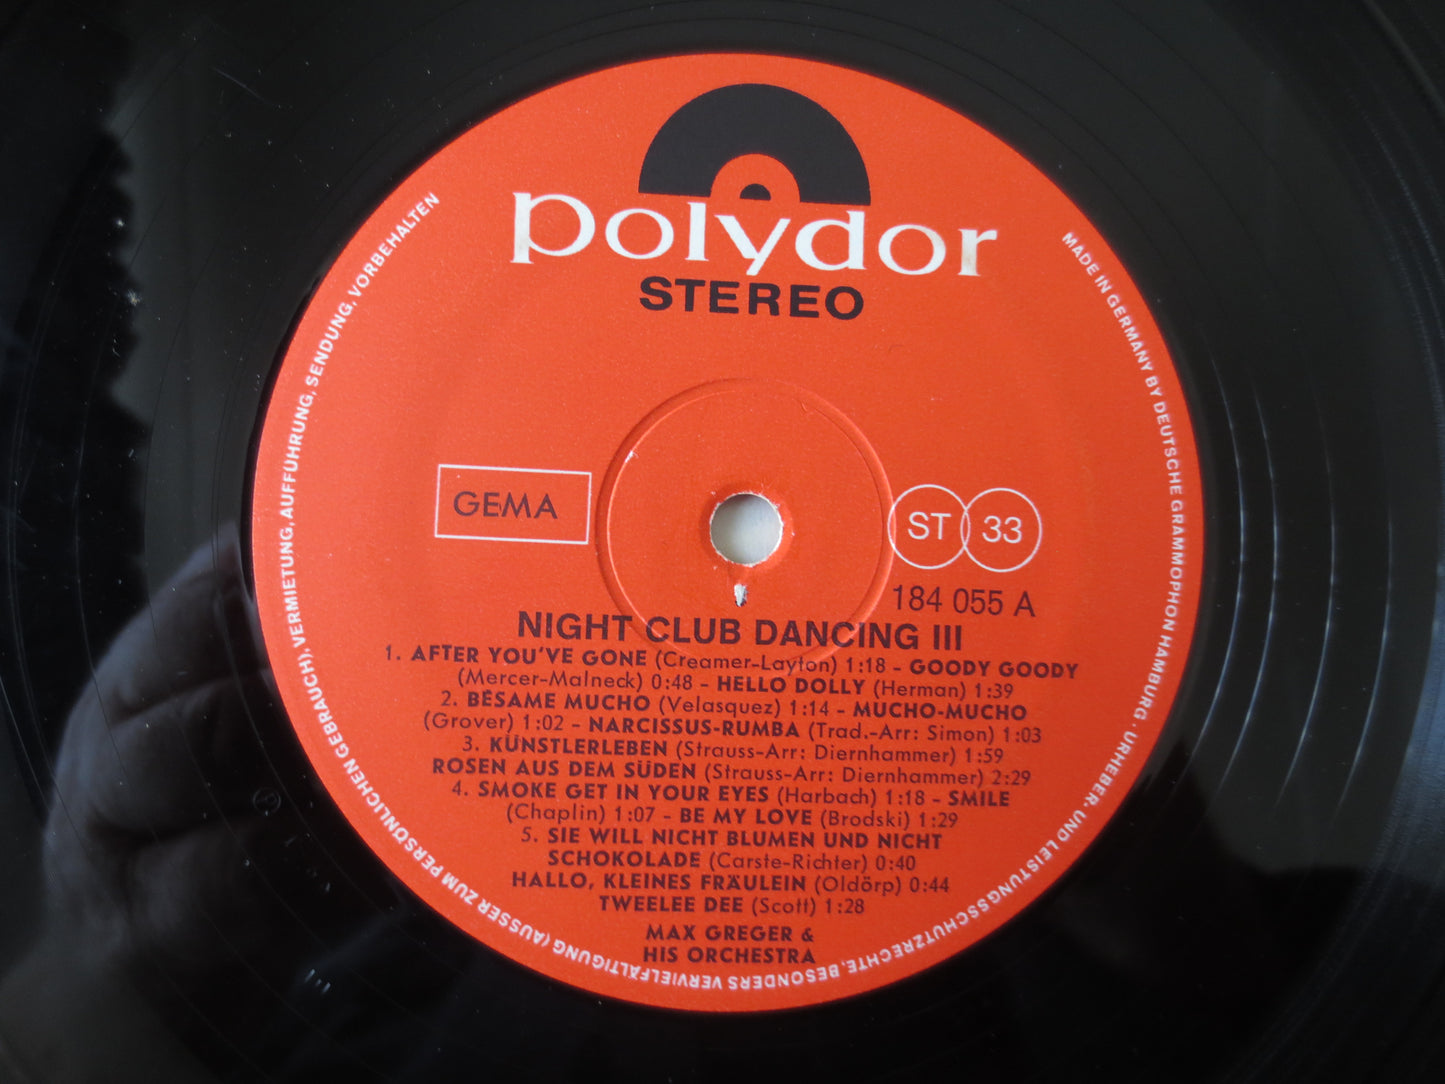 polydor
STEREO
GEMA
ST 33
184 055 A
NIGHT CLUB DANCING III
1. AFTER YOU'VE GONE (Creamer-Layton) 1:18 - GOODY GOODY
(Mercer-Malneck) 0:48 - HELLO DOLLY (Herman) 1:39
2. BÉSAME MUCHO (Velasquez) 1:14 - MUCHO-MUCHO
(Grover) 1:02 - NARCISSUS-RUMBA (Trad.-Arr: Simon) 1:03
3. KÜNSTLERLEBEN (Strauss-Arr: Diernhammer) 1:59
ROSEN AUS DEM SÜDEN (Strauss-Arr: Diernhammer) 2:29
4. SMOKE GET IN YOUR EYES (Harbach) 1:18 - SMILE
(Chaplin) 1:07 - BE MY LOVE (Brodski) 1:29
5. SIE WILL NICHT BLUMEN UND NICHT
SCHOKOLADE (Carste-Richter) 0:40
HALLO, KLEINES FRÄULEIN (Oldörp) 0:44
TWEELEE DEE (Scott) 1:28
MAX GREGER &
HIS ORCHESTRA
MADE IN GERMANY BY DEUTSCHE GRAMMOPHON HAMBURG. URHEBER- UND LEISTUNGSSCHUTZRECHTE, BESONDERS VERVIELFÄLTIGUNG (AUSSER ZUM PERSÖNLICHEN GEBRAUCH), VERMIETUNG, AUFFÜHRUNG, SENDUNG, VORBEHALTEN